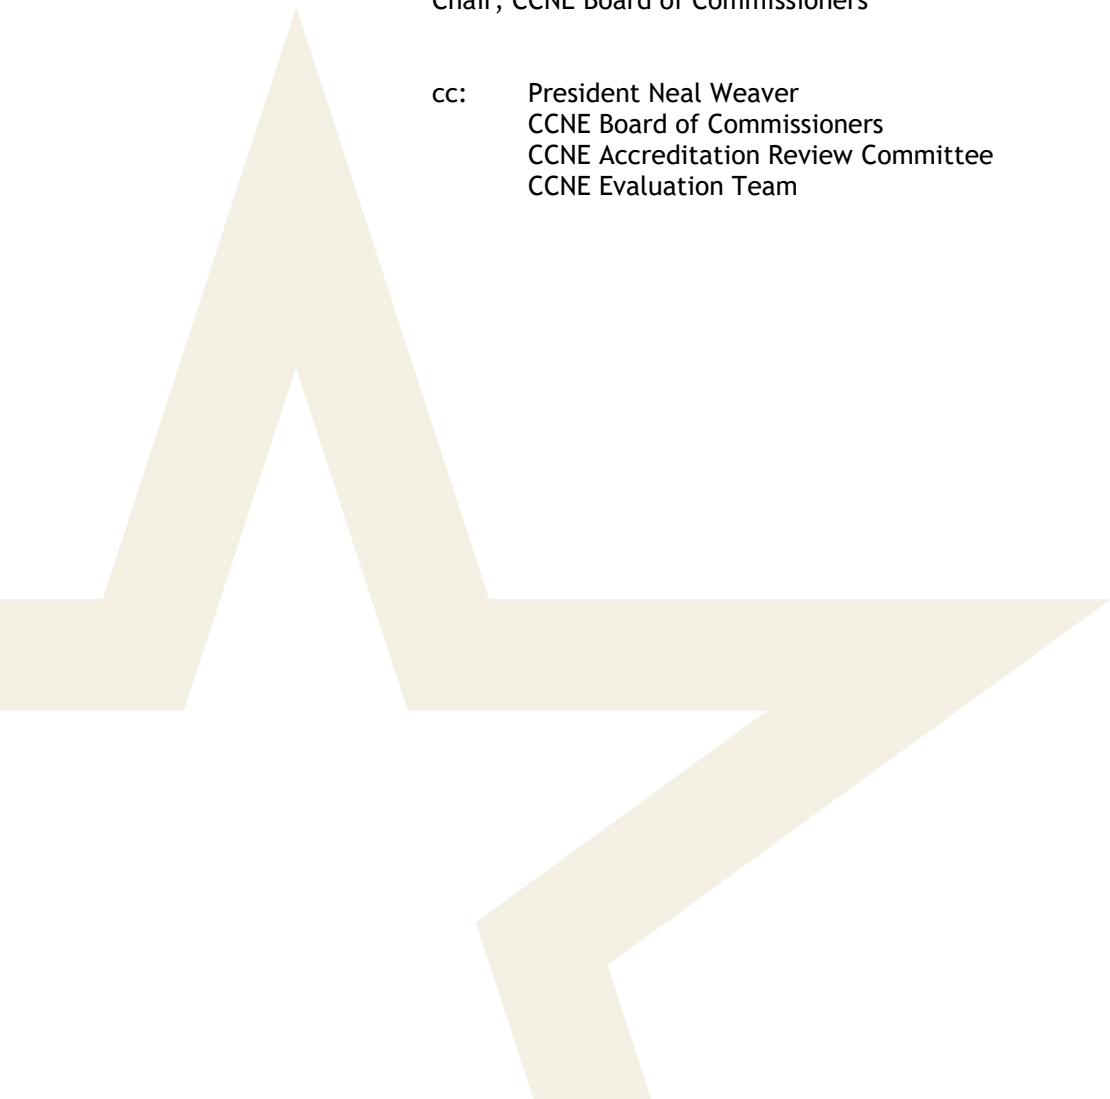 Chair, CCNE Board of Commissioners
cc: President Neal Weaver
CCNE Board of Commissioners
CCNE Accreditation Review Committee
CCNE Evaluation Team